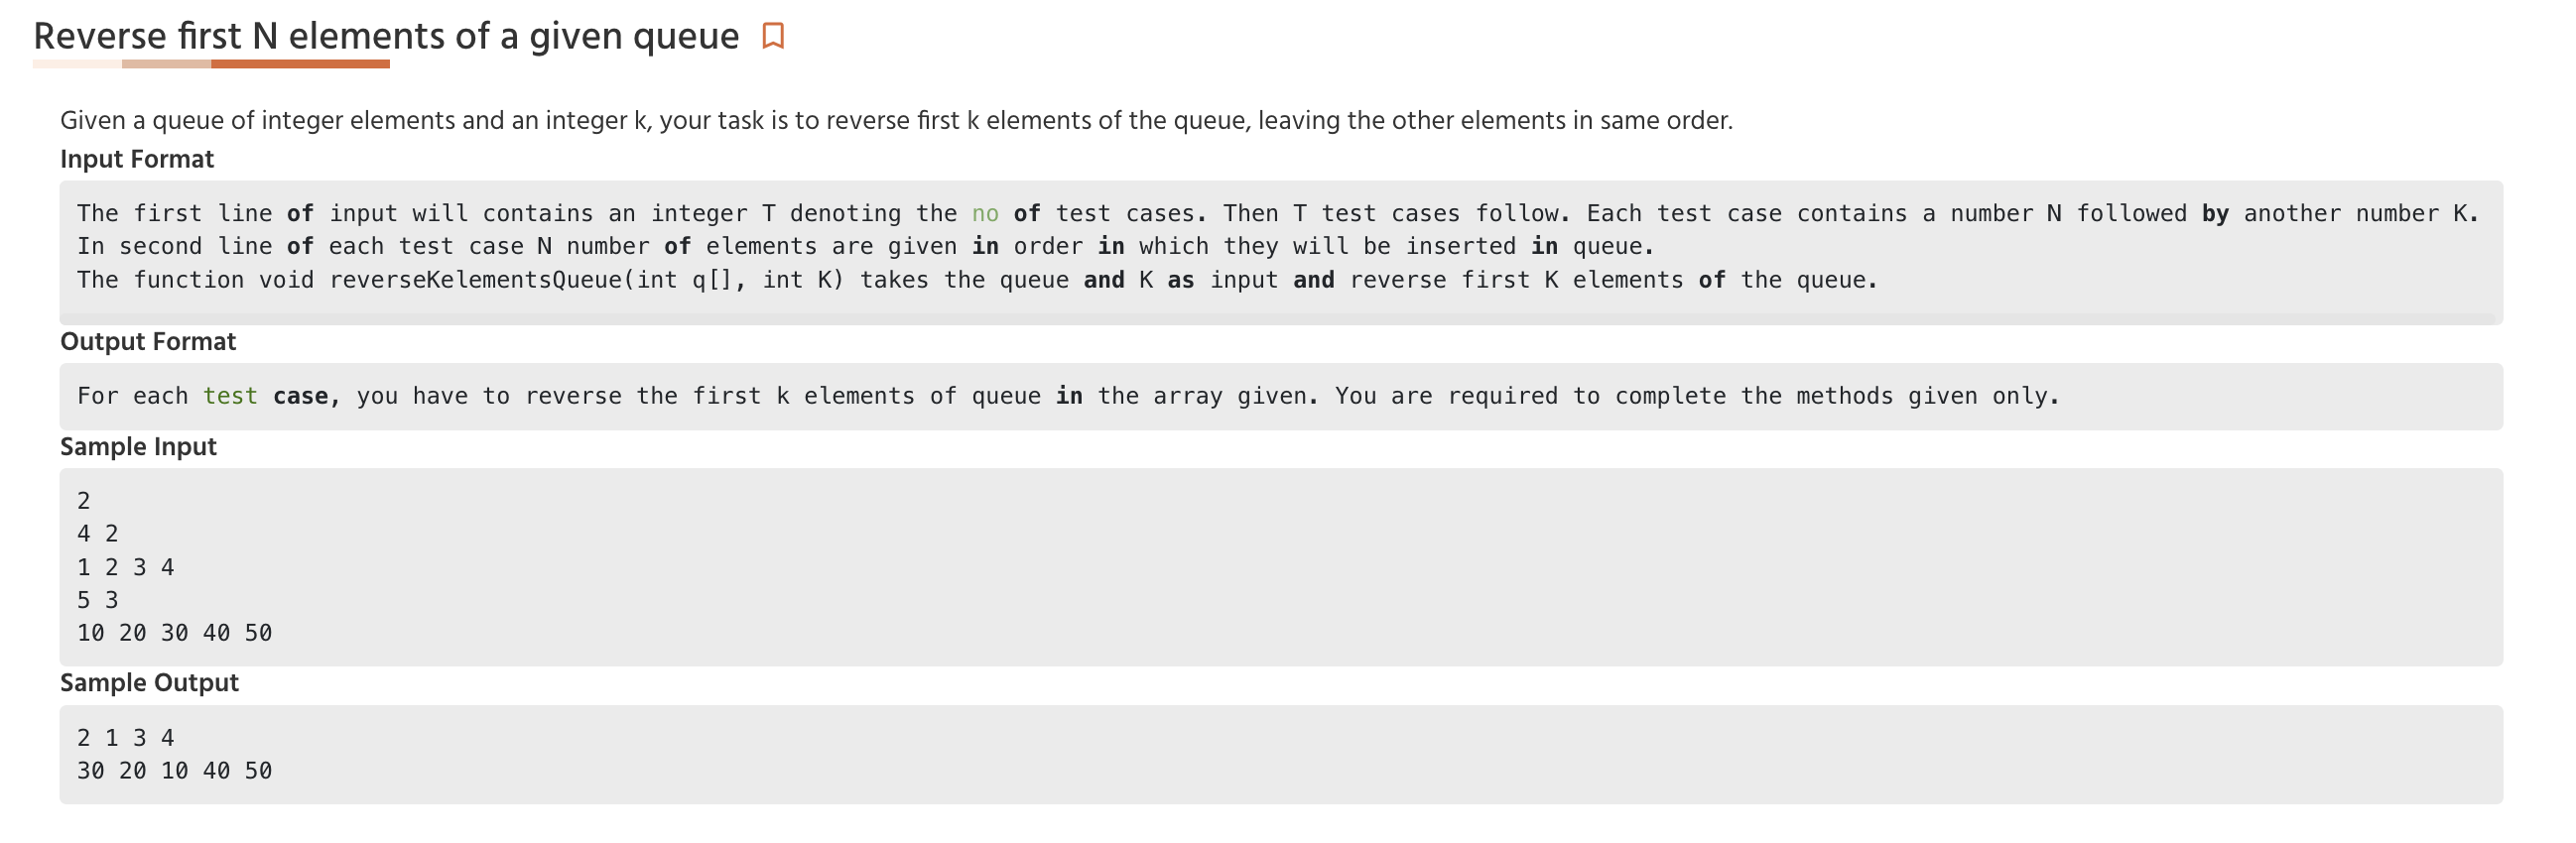 Reverse first N elements of a given queue
Given a queue of integer elements and an integer k, your task is to reverse first k elements of the queue, leaving the other elements in same order.
Input Format
The first line of input will contains an integer T denoting the no of test cases. Then T test cases follow. Each test case contains a number N followed by another number K.
In second line of each test case N number of elements are given in order in which they will be inserted in queue.
The function void reverseKelementsQueue(int q[], int K) takes the queue and K as input and reverse first K elements of the queue.
Output Format
For each test case, you have to reverse the first k elements of queue in the array given. You are required to complete the methods given only.
Sample Input
2
4 2
1 2 3 4
5 3
10 20 30 40 50
Sample Output
2 1 3 4
30 20 10 40 50